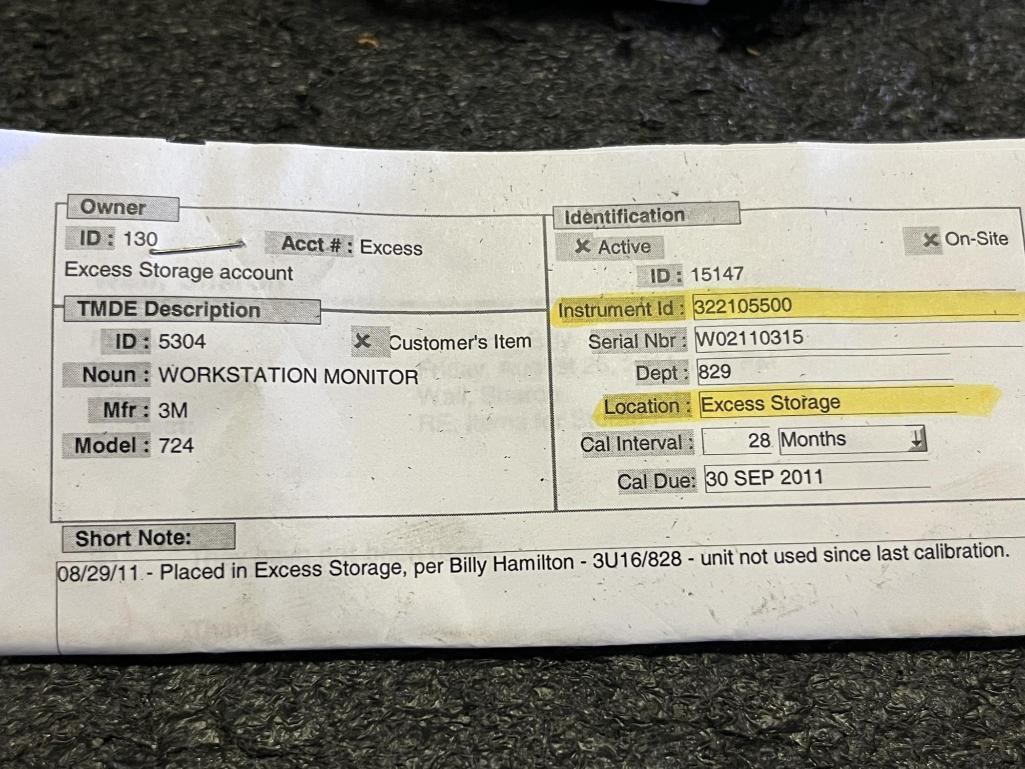 Owner
ID : 130 Acct # : Excess
Excess Storage account
TMDE Description
ID : 5304 Customer's Item
Noun : WORKSTATION MONITOR
Mfr : 3M
Model : 724
Identification
Active On-Site
ID : 15147
Instrument Id : 322105500
Serial Nbr : W02110315
Dept : 829
Location : Excess Storage
Cal Interval : 28 Months
Cal Due: 30 SEP 2011
Short Note:
08/29/11 - Placed in Excess Storage, per Billy Hamilton - 3U16/828 - unit not used since last calibration.